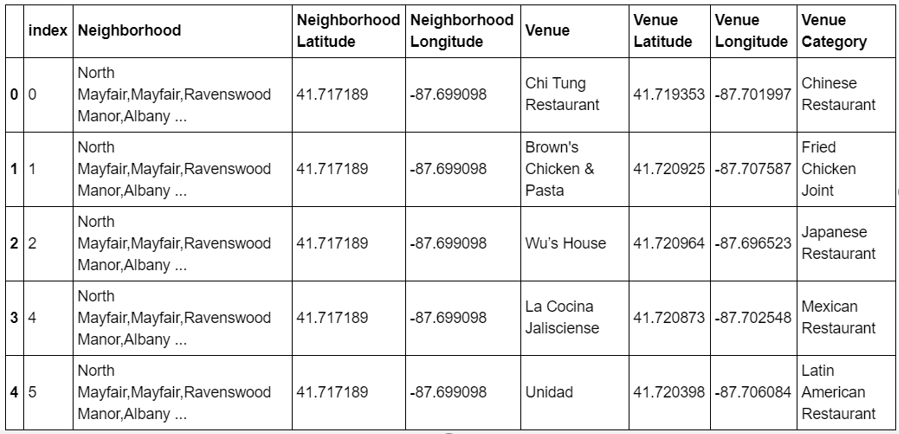 index Neighborhood Neighborhood Latitude Neighborhood Longitude Venue Venue Latitude Venue Longitude Venue Category
0 0 North Mayfair,Mayfair,Ravenswood Manor,Albany ... 41.717189 -87.699098 Chi Tung Restaurant 41.719353 -87.701997 Chinese Restaurant
1 1 North Mayfair,Mayfair,Ravenswood Manor,Albany ... 41.717189 -87.699098 Brown's Chicken & Pasta 41.720925 -87.707587 Fried Chicken Joint
2 2 North Mayfair,Mayfair,Ravenswood Manor,Albany ... 41.717189 -87.699098 Wu's House 41.720964 -87.696523 Japanese Restaurant
3 4 North Mayfair,Mayfair,Ravenswood Manor,Albany ... 41.717189 -87.699098 La Cocina Jalisciense 41.720873 -87.702548 Mexican Restaurant
4 5 North Mayfair,Mayfair,Ravenswood Manor,Albany ... 41.717189 -87.699098 Unidad 41.720398 -87.706084 Latin American Restaurant